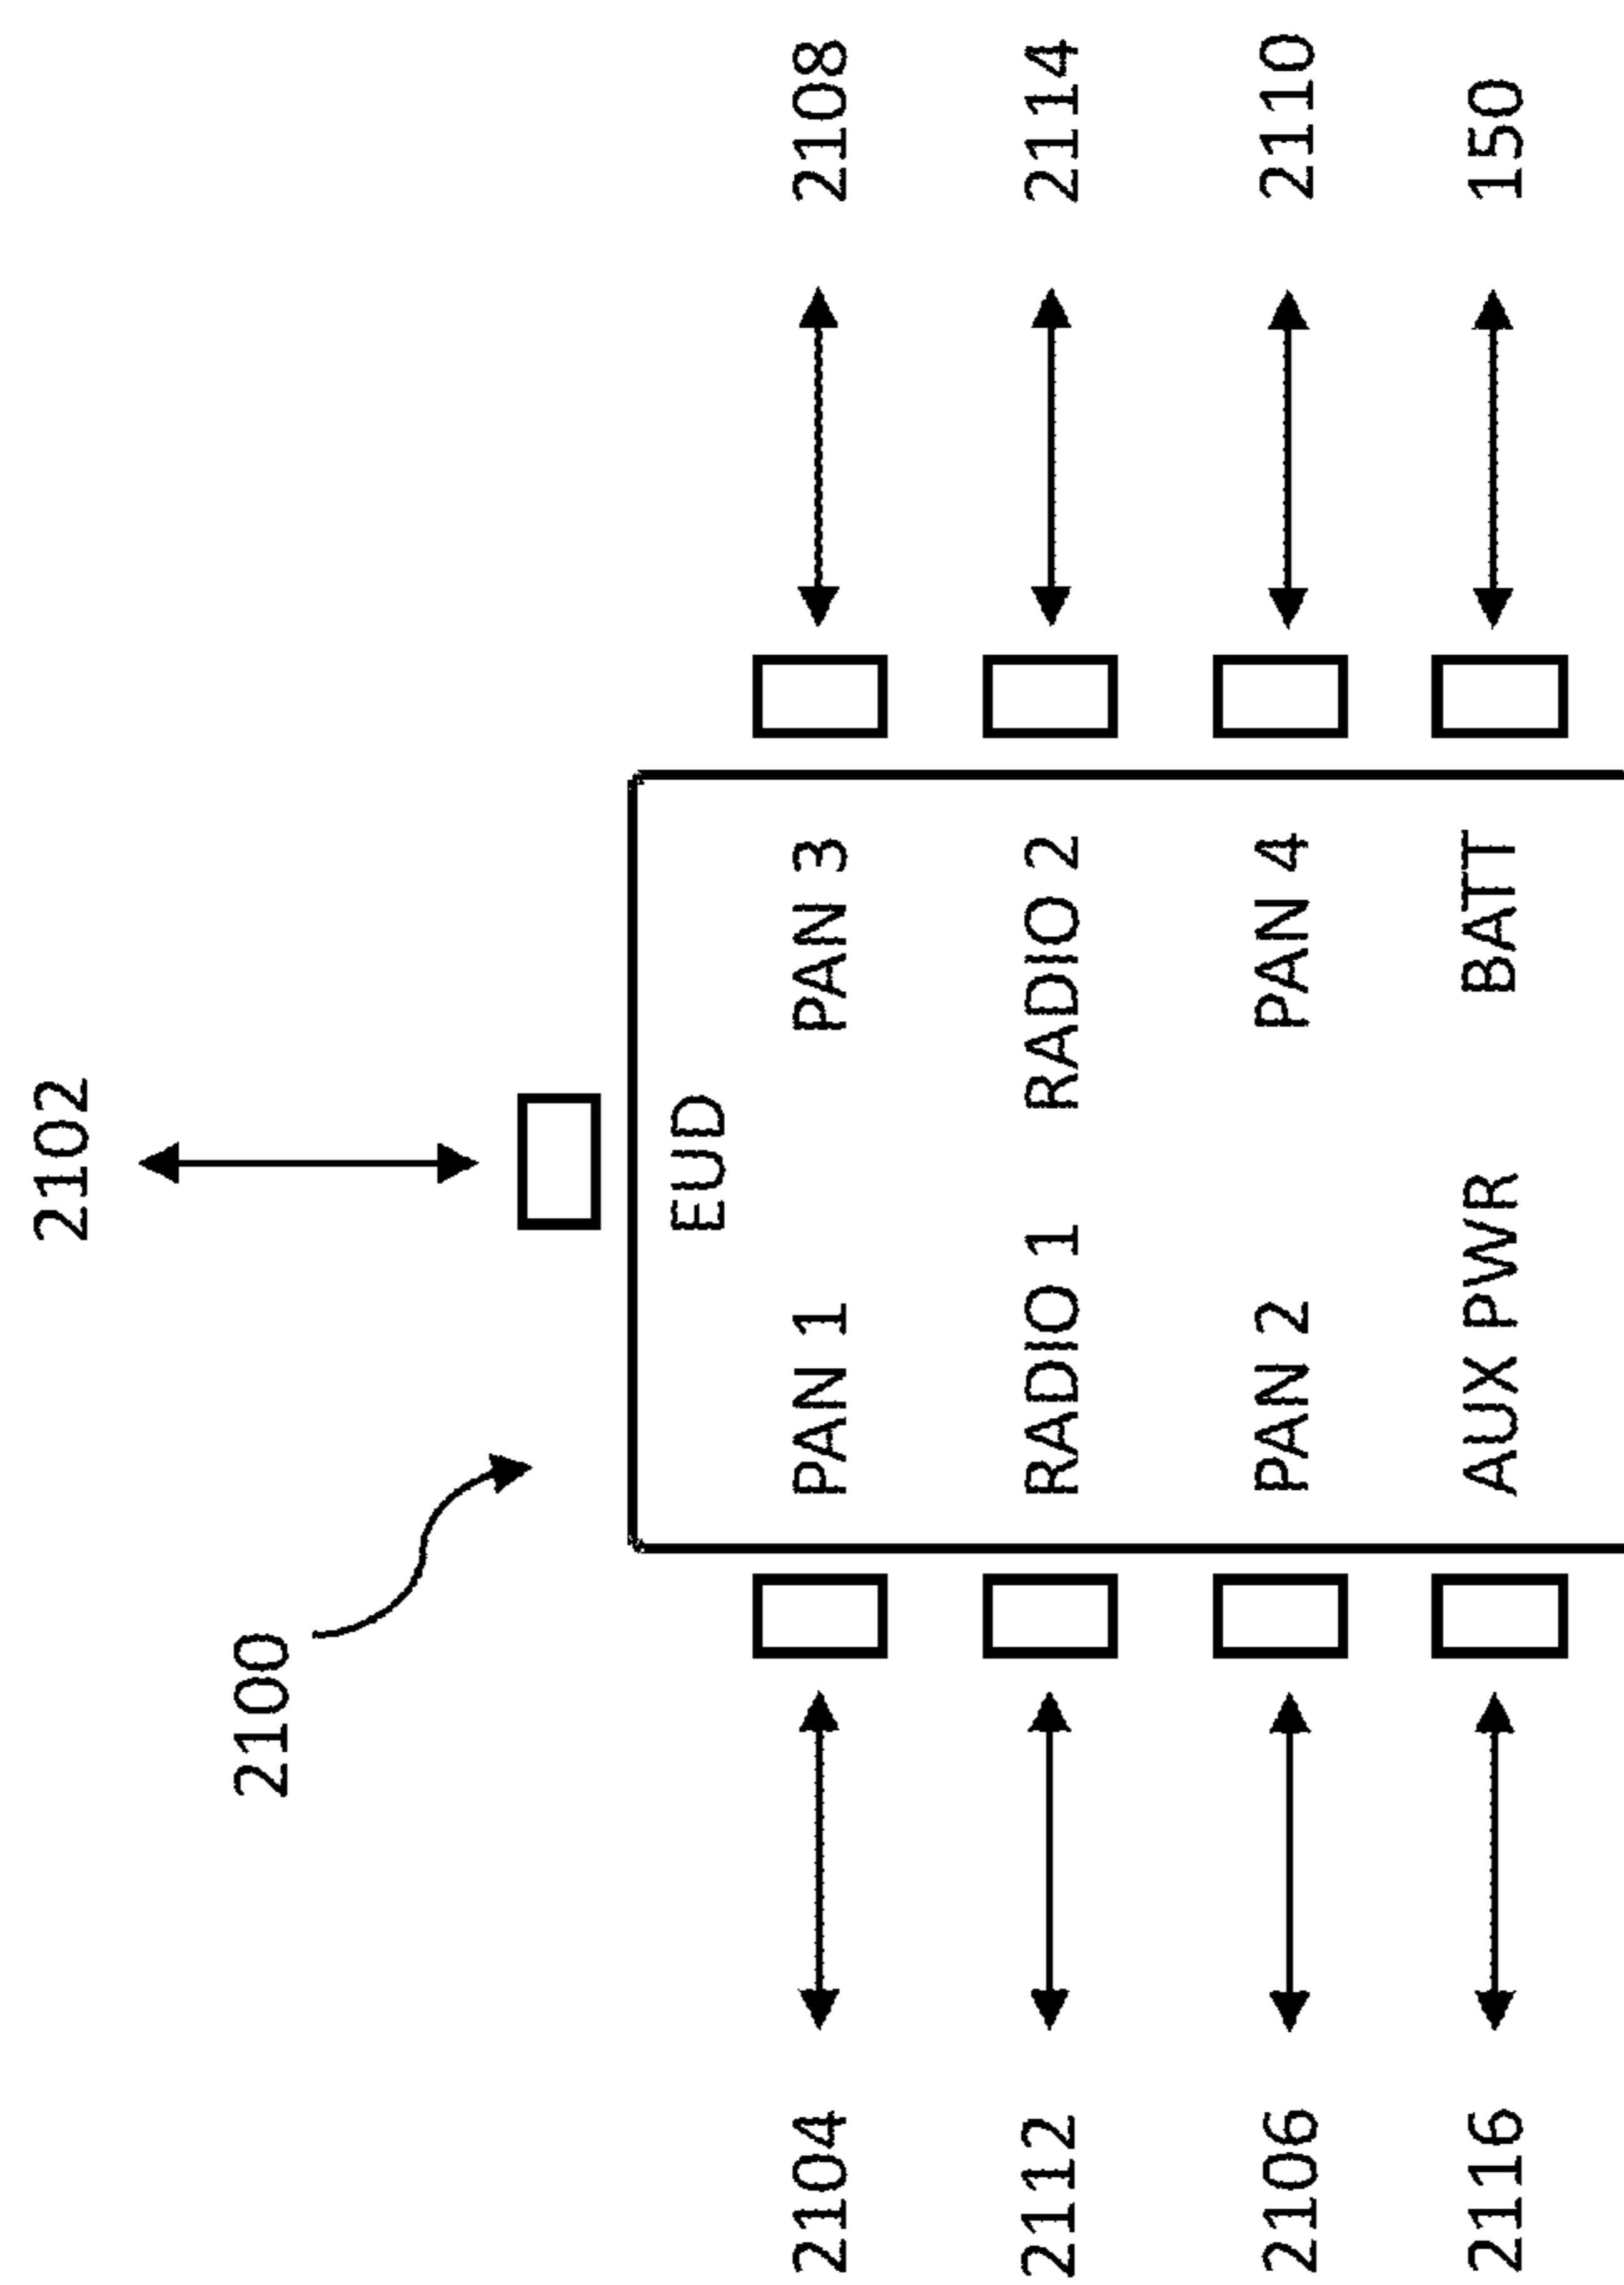 2102
2100
EUD
2104
PAN 1
PAN 3
2108
2112
RADIO 1
RADIO 2
2114
2106
PAN 2
PAN 4
2110
2116
AUX PWR
BATT
150